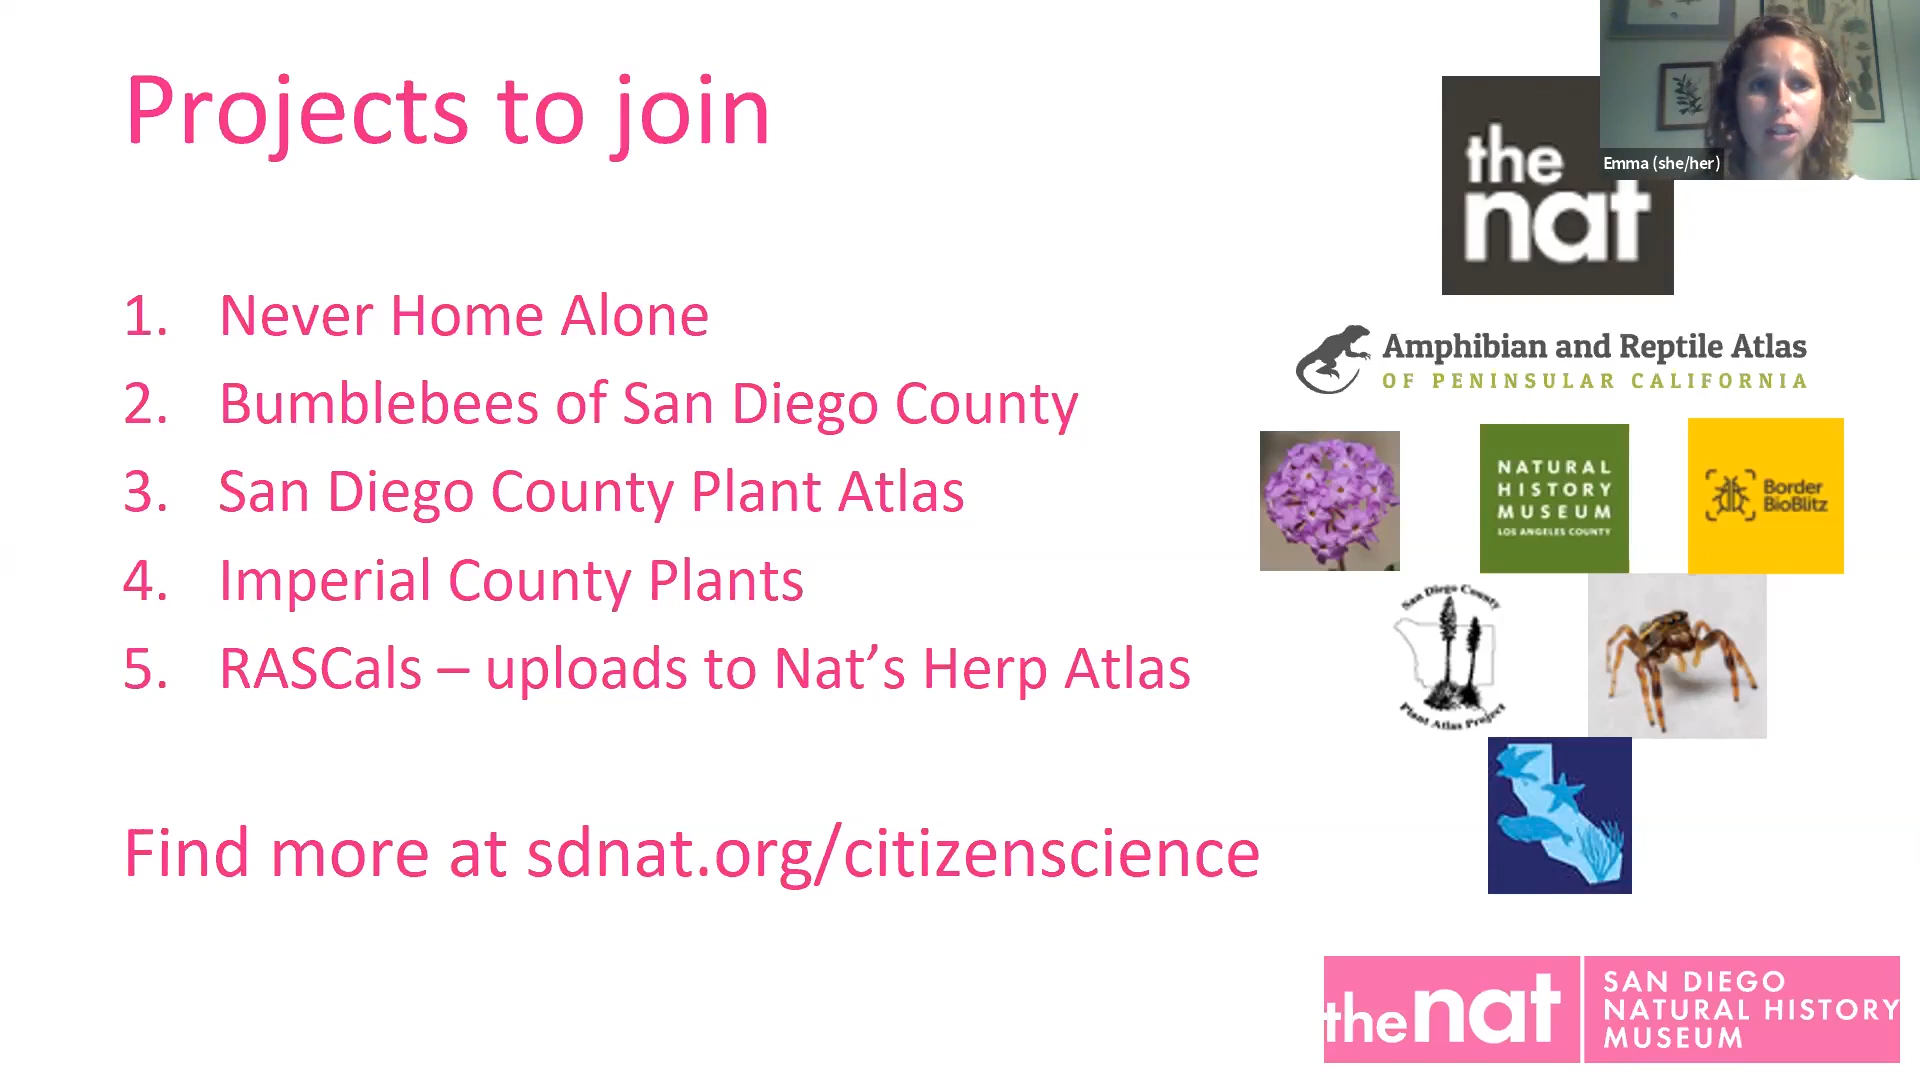 Projects to join
1. Never Home Alone
2. Bumblebees of San Diego County
3. San Diego County Plant Atlas
4. Imperial County Plants
5. RASCals – uploads to Nat’s Herp Atlas
Find more at sdnat.org/citizenscience
the
nat
Emma (she/her)
Amphibian and Reptile Atlas
OF PENINSULAR CALIFORNIA
NATURAL
HISTORY
MUSEUM
LOS ANGELES COUNTY
Border
BioBlitz
San Diego County
Plant Atlas Project
the nat
SAN DIEGO
NATURAL HISTORY
MUSEUM